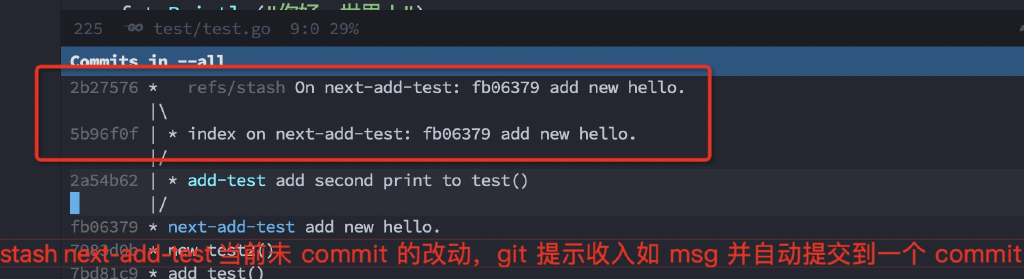 225 test/test.go 9:0 29%
Commits in --all
2b27576 * refs/stash On next-add-test: fb06379 add new hello.
|\
5b96f0f | * index on next-add-test: fb06379 add new hello.
|/
2a54b62 | * add-test add second print to test()
|/
fb06379 * next-add-test add new hello.
* new test2()
stash next-add-test 当前未 commit 的改动，git 提示收入如 msg 并自动提交到一个 commit
7bd81c9 * add test()